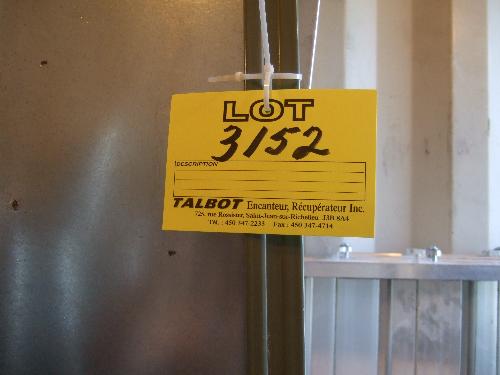 LOT
3152
DESCRIPTION
TALBOT Encanteur, Récupérateur Inc.
725, rue Rossiter, Saint-Jean-sur-Richelieu J3B 8A4
Tél. : 450 347-2233 Fax : 450 347-4714